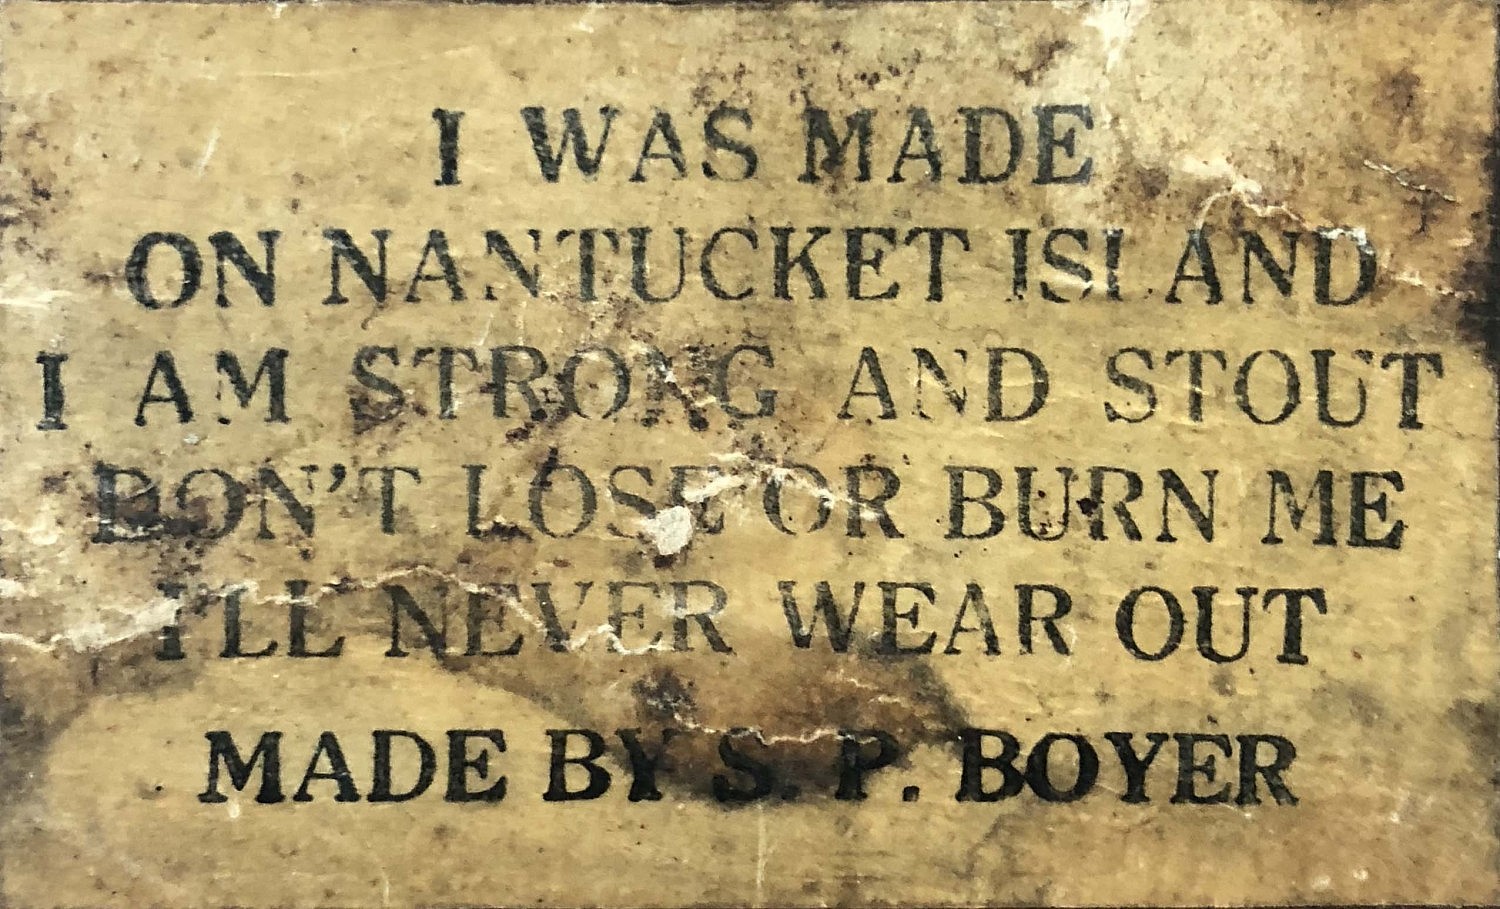 I WAS MADE
ON NANTUCKET ISLAND
I AM STRONG AND STOUT
DON'T LOSE OR BURN ME
I'LL NEVER WEAR OUT
MADE BY S. P. BOYER